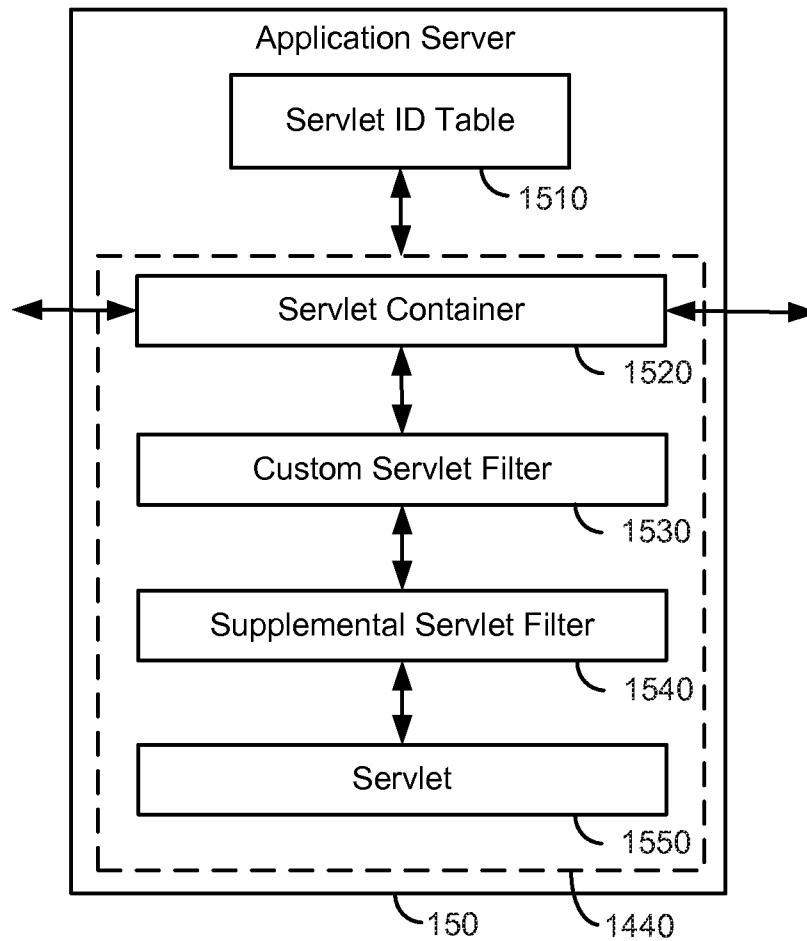 Application Server
Servlet ID Table
1510
Servlet Container
1520
Custom Servlet Filter
1530
Supplemental Servlet Filter
1540
Servlet
1550
150
1440